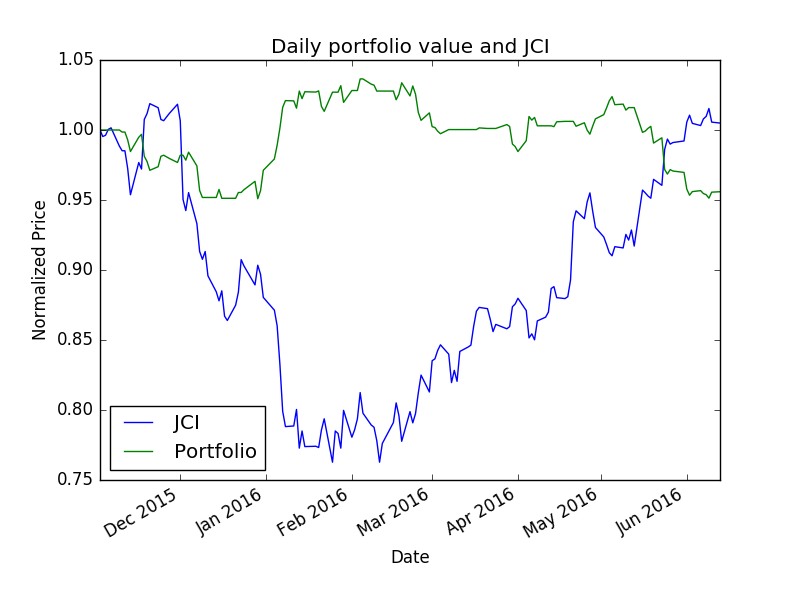 Daily portfolio value and JCI
1.05
1.00
0.95
0.90
0.85
0.80
0.75
Normalized Price
JCI
Portfolio
Dec 2015
Jan 2016
Feb 2016
Mar 2016
Apr 2016
May 2016
Jun 2016
Date